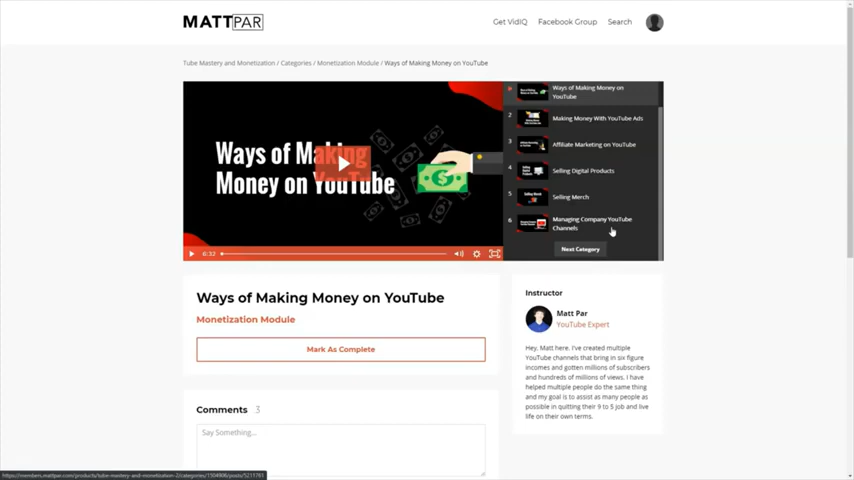 MATTPAR
Get VidIQ
Facebook Group
Search
Tube Mastery and Monetization / Categories / Monetization Module / Ways of Making Money on YouTube
Ways of Making
Money on YouTube
Ways of Making Money on
YouTube
2
Making Money With YouTube Ads
3
Affiliate Marketing on YouTube
4
Selling Digital Products
5
Selling Merch
6
Managing Company YouTube
Channels
Next Category
6:32
Ways of Making Money on YouTube
Monetization Module
Mark As Complete
Comments 3
Say Something...
Instructor
Matt Par
YouTube Expert
Hey, Matt here. I've created multiple
YouTube channels that bring in six figure
incomes and gotten millions of subscribers
and hundreds of millions of views. I have
helped multiple people do the same thing
and my goal is to assist as many people as
possible in quitting their 9 to 5 job and live
life on their own terms.